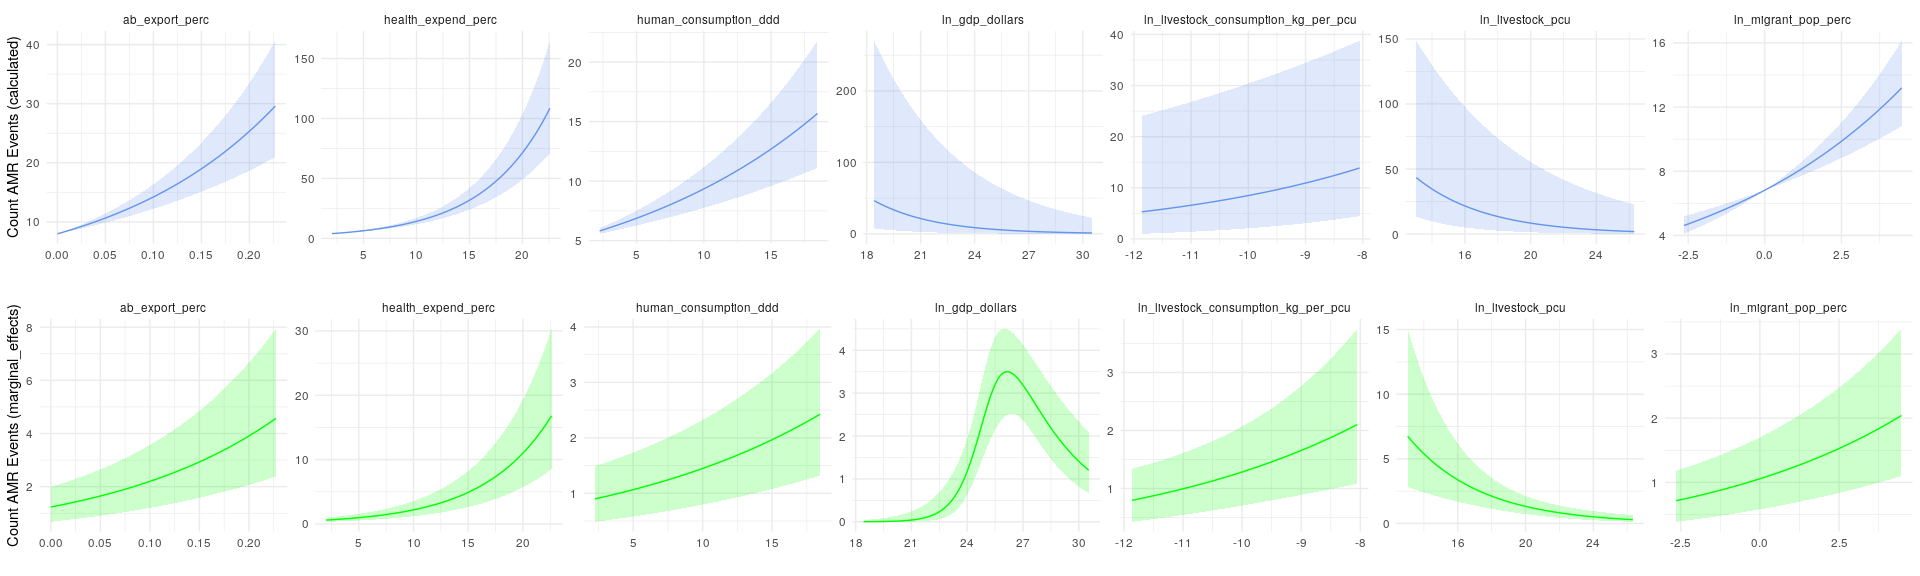 ab_export_perc
health_expend_perc
human_consumption_ddd
ln_gdp_dollars
ln_livestock_consumption_kg_per_pcu
ln_livestock_pcu
ln_migrant_pop_perc
Count AMR Events (calculated)
40
30
20
10
0.00 0.05 0.10 0.15 0.20
150
100
50
0
5 10 15 20
20
15
10
5
5 10 15
200
100
0
18 21 24 27 30
40
30
20
10
0
-12 -11 -10 -9 -8
150
100
50
0
16 20 24
16
12
8
4
-2.5 0.0 2.5
ab_export_perc
health_expend_perc
human_consumption_ddd
ln_gdp_dollars
ln_livestock_consumption_kg_per_pcu
ln_livestock_pcu
ln_migrant_pop_perc
Count AMR Events (marginal_effects)
8
6
4
2
0.00 0.05 0.10 0.15 0.20
30
20
10
0
5 10 15 20
4
3
2
1
5 10 15
4
3
2
1
0
18 21 24 27 30
3
2
1
-12 -11 -10 -9 -8
15
10
5
0
16 20 24
3
2
1
-2.5 0.0 2.5